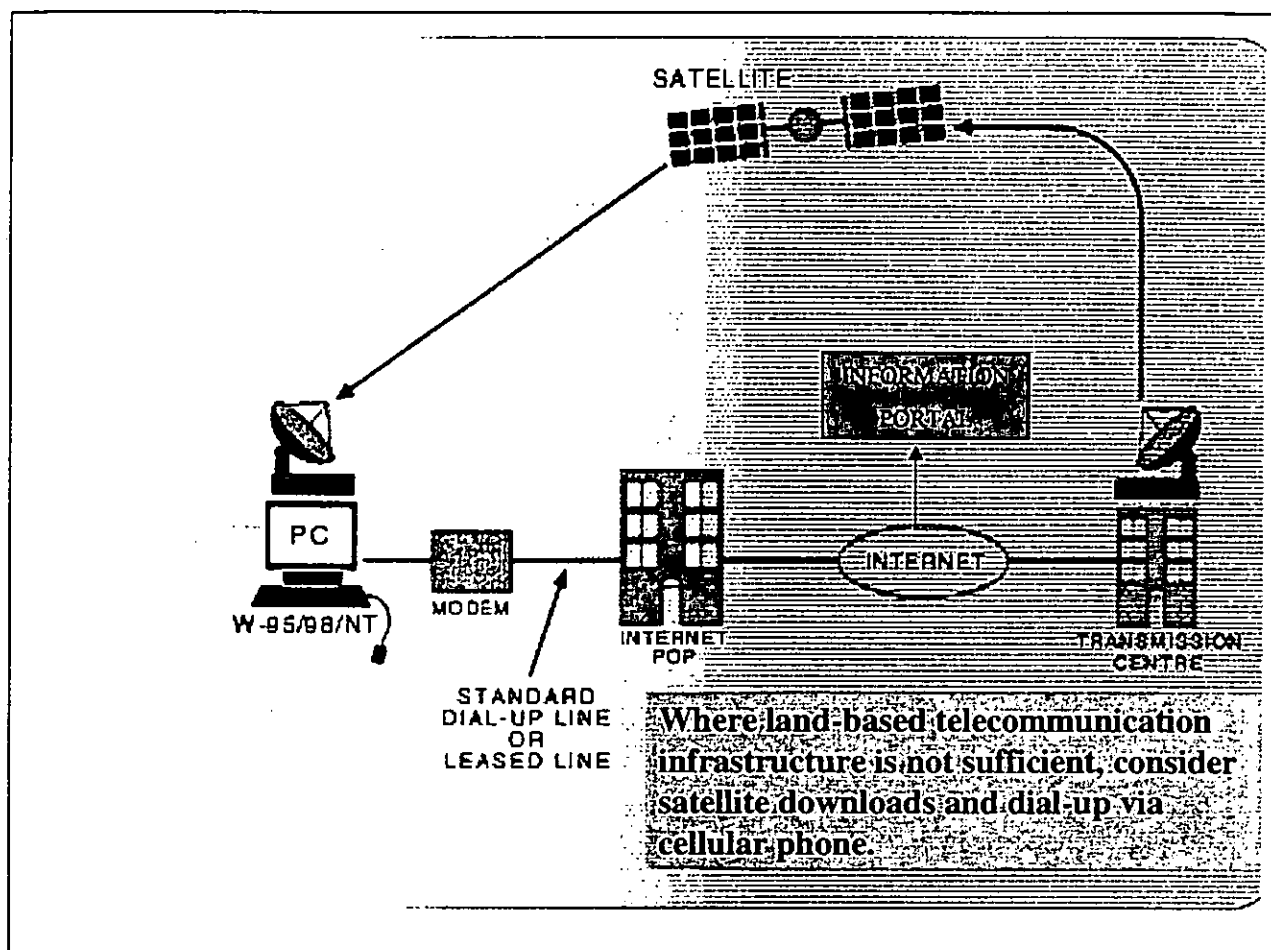 SATELLITE
INFORMATION
PORTAL
PC
INTERNET
MODEM
W-95/98/NT
INTERNET
POP
TRANSMISSION
CENTRE
STANDARD
DIAL-UP LINE
OR
LEASED LINE
Where land-based telecommunication
infrastructure is not sufficient, consider
satellite downloads and dial-up via
cellular phone.